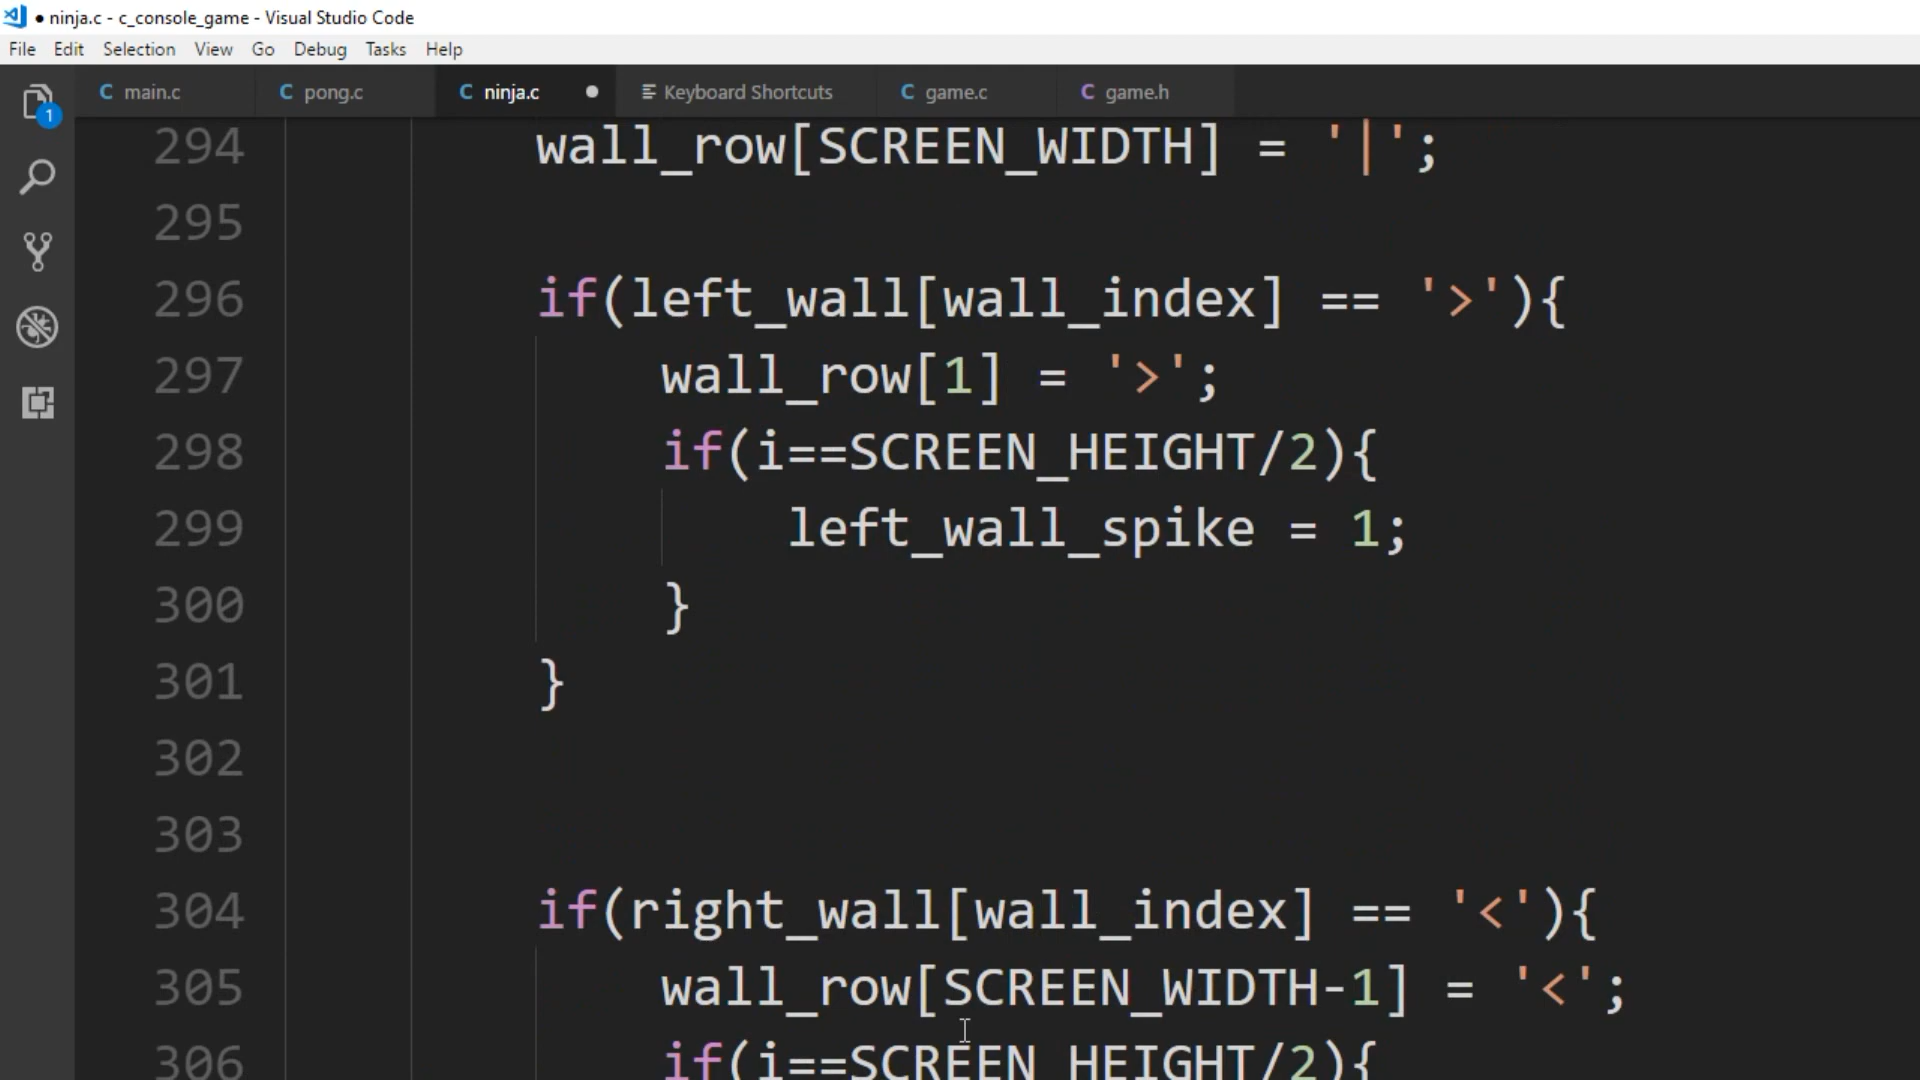 ● ninja.c - c_console_game - Visual Studio Code
File Edit Selection View Go Debug Tasks Help
C main.c C pong.c C ninja.c ● Keyboard Shortcuts C game.c C game.h
1
294 wall_row[SCREEN_WIDTH] = '|';
295
296 if(left_wall[wall_index] == '>'){
297 wall_row[1] = '>';
298 if(i==SCREEN_HEIGHT/2){
299 left_wall_spike = 1;
300 }
301 }
302
303
304 if(right_wall[wall_index] == '<'){
305 wall_row[SCREEN_WIDTH-1] = '<';
306 if(i==SCREEN_HEIGHT/2){